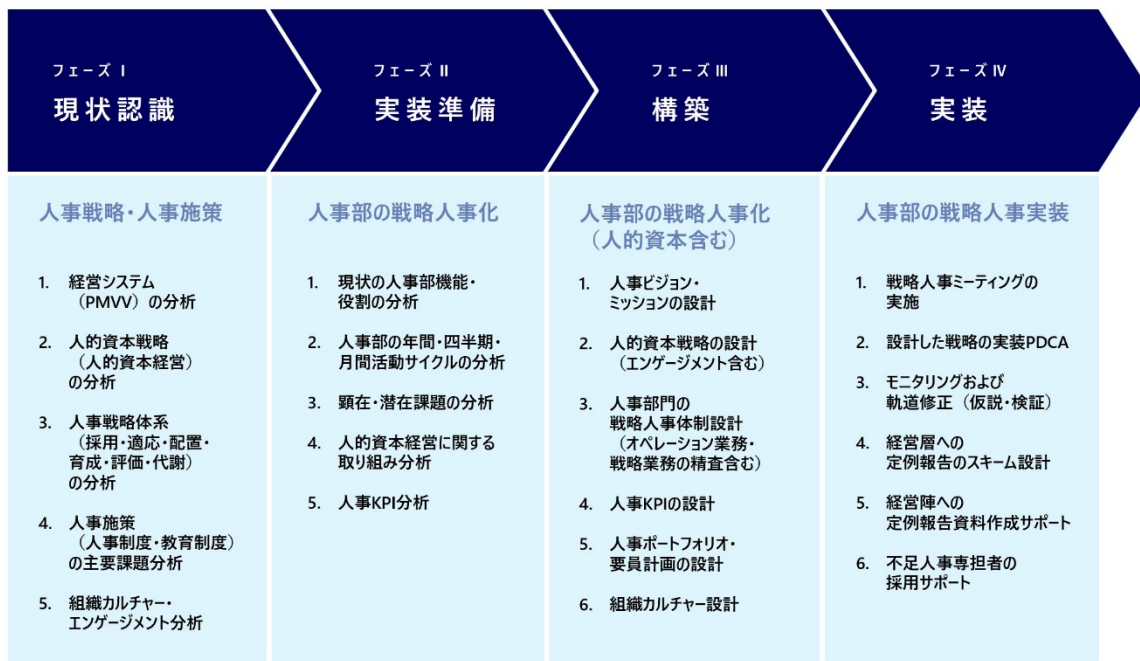 フェーズ I
現状認識
フェーズ II
実装準備
フェーズ III
構築
フェーズ IV
実装
人事戦略・人事施策
1. 経営システム
（PMVV）の分析
2. 人的資本戦略
（人的資本経営）
の分析
3. 人事戦略体系
（採用・適応・配置・
育成・評価・代謝）
の分析
4. 人事施策
（人事制度・教育制度）
の主要課題分析
5. 組織カルチャー・
エンゲージメント分析
人事部の戦略人事化
1. 現状の人事部機能・
役割の分析
2. 人事部の年間・四半期・
月間活動サイクルの分析
3. 顕在・潜在課題の分析
4. 人的資本経営に関する
取り組み分析
5. 人事KPI分析
人事部の戦略人事化
（人的資本含む）
1. 人事ビジョン・
ミッションの設計
2. 人的資本戦略の設計
（エンゲージメント含む）
3. 人事部門の
戦略人事体制設計
（オペレーション業務・
戦略業務の精査含む）
4. 人事KPIの設計
5. 人事ポートフォリオ・
要員計画の設計
6. 組織カルチャー設計
人事部の戦略人事実装
1. 戦略人事ミーティングの
実施
2. 設計した戦略の実装PDCA
3. モニタリングおよび
軌道修正（仮説・検証）
4. 経営層への
定例報告のスキーム設計
5. 経営陣への
定例報告資料作成サポート
6. 不足人事専担者の
採用サポート